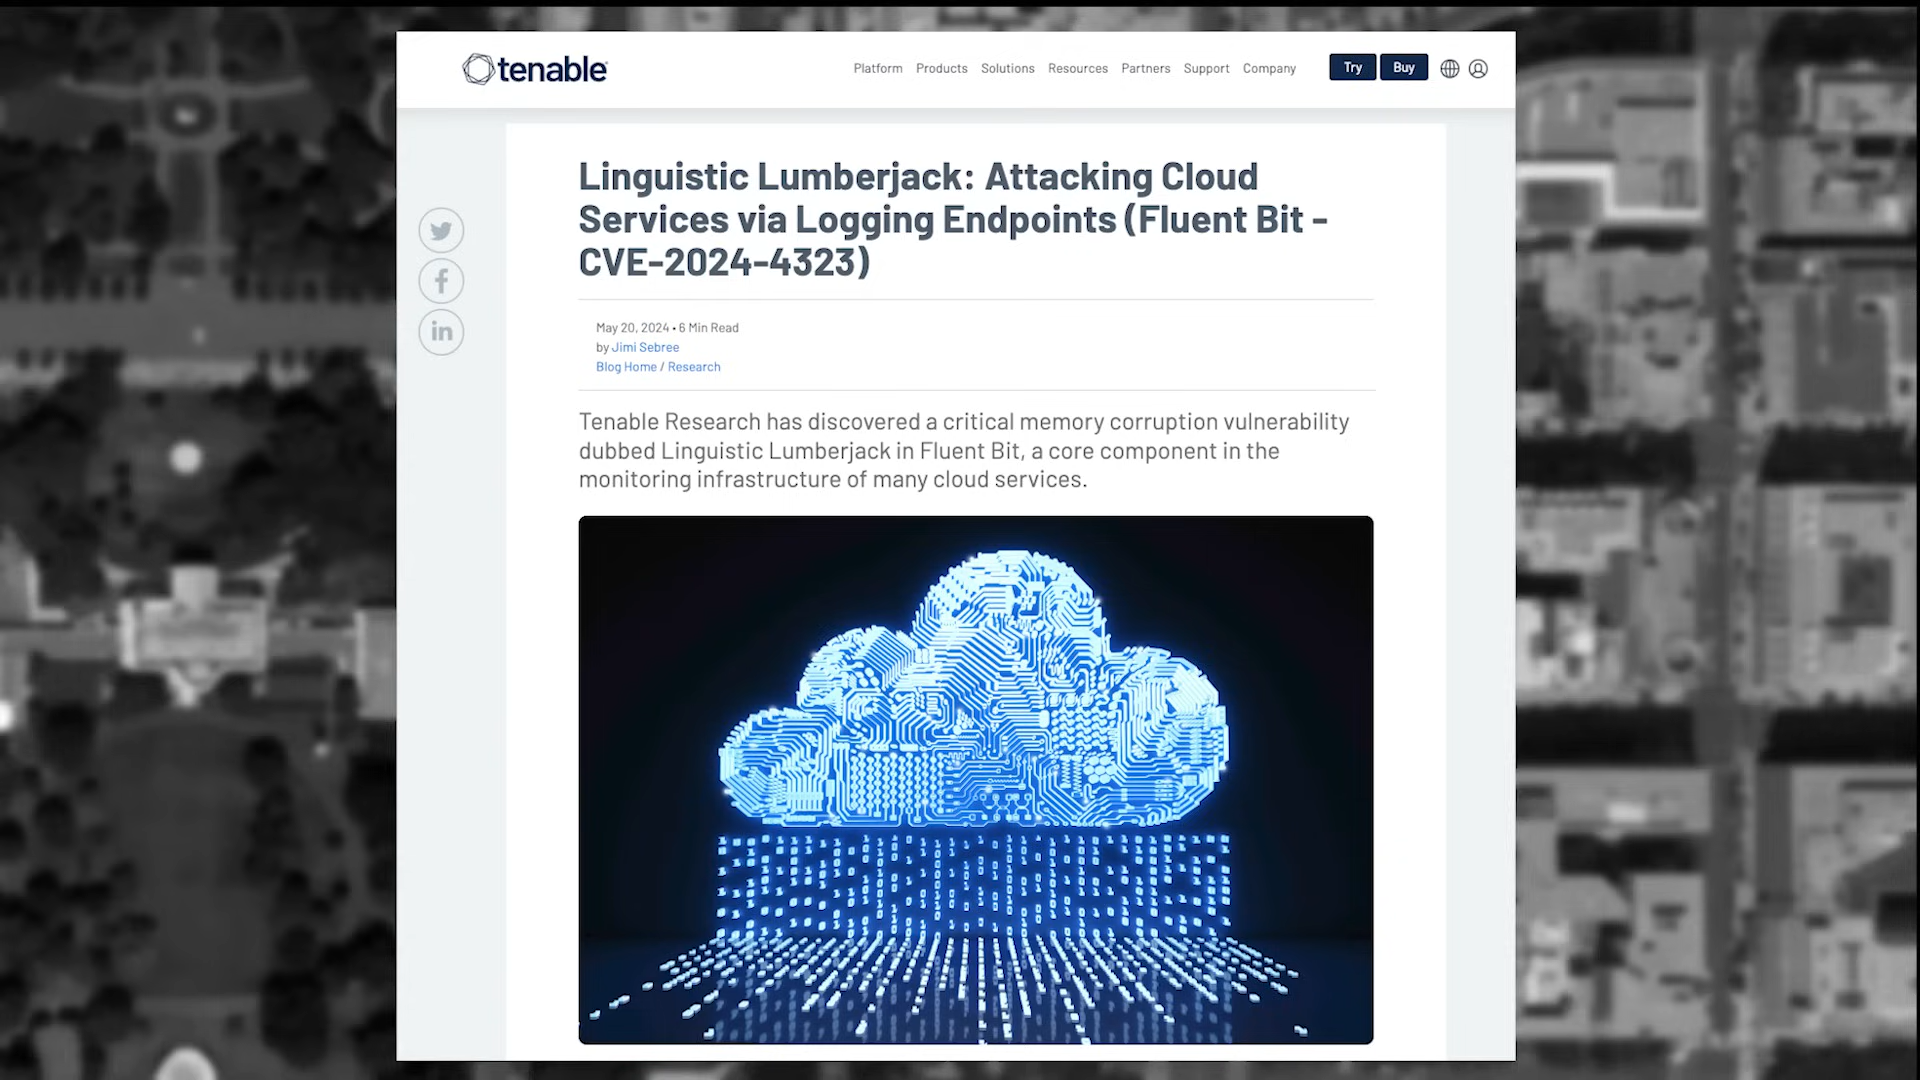 tenable
Platform Products Solutions Resources Partners Support Company Try Buy
Linguistic Lumberjack: Attacking Cloud
Services via Logging Endpoints (Fluent Bit -
CVE-2024-4323)
May 20, 2024 • 6 Min Read
by Jimi Sebree
Blog Home / Research
Tenable Research has discovered a critical memory corruption vulnerability
dubbed Linguistic Lumberjack in Fluent Bit, a core component in the
monitoring infrastructure of many cloud services.